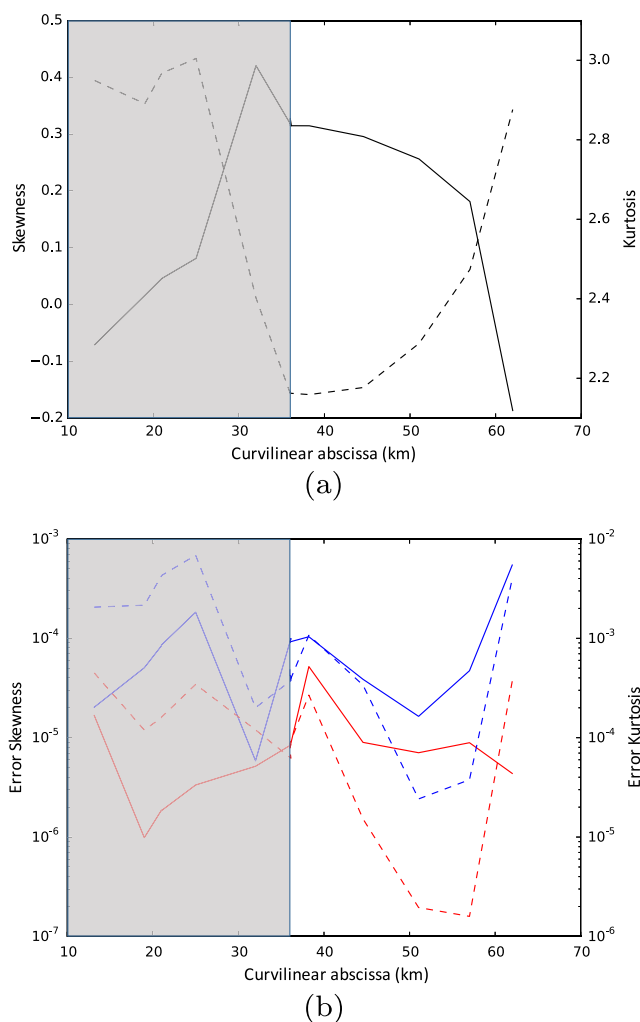 0.5
0.4
0.3
0.2
0.1
0.0
−0.1
−0.2
Skewness
3.0
2.8
2.6
2.4
2.2
Kurtosis
10 20 30 40 50 60 70
Curvilinear abscissa (km)
(a)
10^-3
10^-4
10^-5
10^-6
10^-7
Error Skewness
10^-2
10^-3
10^-4
10^-5
10^-6
Error Kurtosis
10 20 30 40 50 60 70
Curvilinear abscissa (km)
(b)